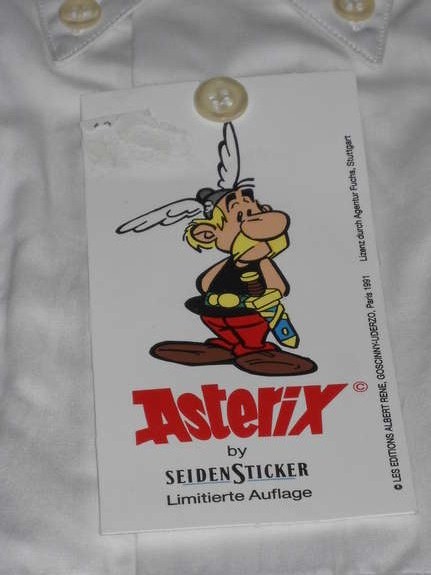 Asterix ©
by
SEIDENSTICKER
Limitierte Auflage
© LES EDITIONS ALBERT RENE, GOSCINNY-UDERZO, Paris 1991
Lizenz durch Agentur Fuchs, Stuttgart